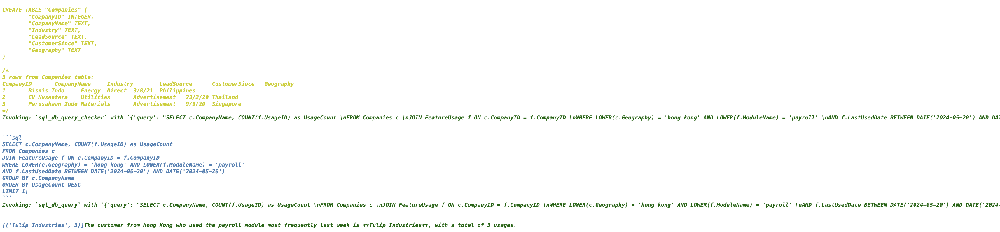 CREATE TABLE "Companies" (
        "CompanyID" INTEGER,
        "CompanyName" TEXT,
        "Industry" TEXT,
        "LeadSource" TEXT,
        "CustomerSince" TEXT,
        "Geography" TEXT
)

/*
3 rows from Companies table:
CompanyID       CompanyName     Industry        LeadSource      CustomerSince   Geography
1       Bisnis Indo     Energy  Direct  3/8/21  Philippines
2       CV Nusantara    Utilities       Advertisement   23/2/20 Thailand
3       Perusahaan Indo Materials       Advertisement   9/9/20  Singapore
*/
Invoking: `sql_db_query_checker` with `{'query': "SELECT c.CompanyName, COUNT(f.UsageID) as UsageCount \nFROM Companies c \nJOIN FeatureUsage f ON c.CompanyID = f.CompanyID \nWHERE LOWER(c.Geography) = 'hong kong' AND LOWER(f.ModuleName) = 'payroll' \nAND f.LastUsedDate BETWEEN DATE('2024-05-20') AND DAT

```sql
SELECT c.CompanyName, COUNT(f.UsageID) as UsageCount
FROM Companies c
JOIN FeatureUsage f ON c.CompanyID = f.CompanyID
WHERE LOWER(c.Geography) = 'hong kong' AND LOWER(f.ModuleName) = 'payroll'
AND f.LastUsedDate BETWEEN DATE('2024-05-20') AND DATE('2024-05-26')
GROUP BY c.CompanyName
ORDER BY UsageCount DESC
LIMIT 1;
```
Invoking: `sql_db_query` with `{'query': "SELECT c.CompanyName, COUNT(f.UsageID) as UsageCount \nFROM Companies c \nJOIN FeatureUsage f ON c.CompanyID = f.CompanyID \nWHERE LOWER(c.Geography) = 'hong kong' AND LOWER(f.ModuleName) = 'payroll' \nAND f.LastUsedDate BETWEEN DATE('2024-05-20') AND DATE('2024-

[('Tulip Industries', 3)]The customer from Hong Kong who used the payroll module most frequently last week is **Tulip Industries**, with a total of 3 usages.